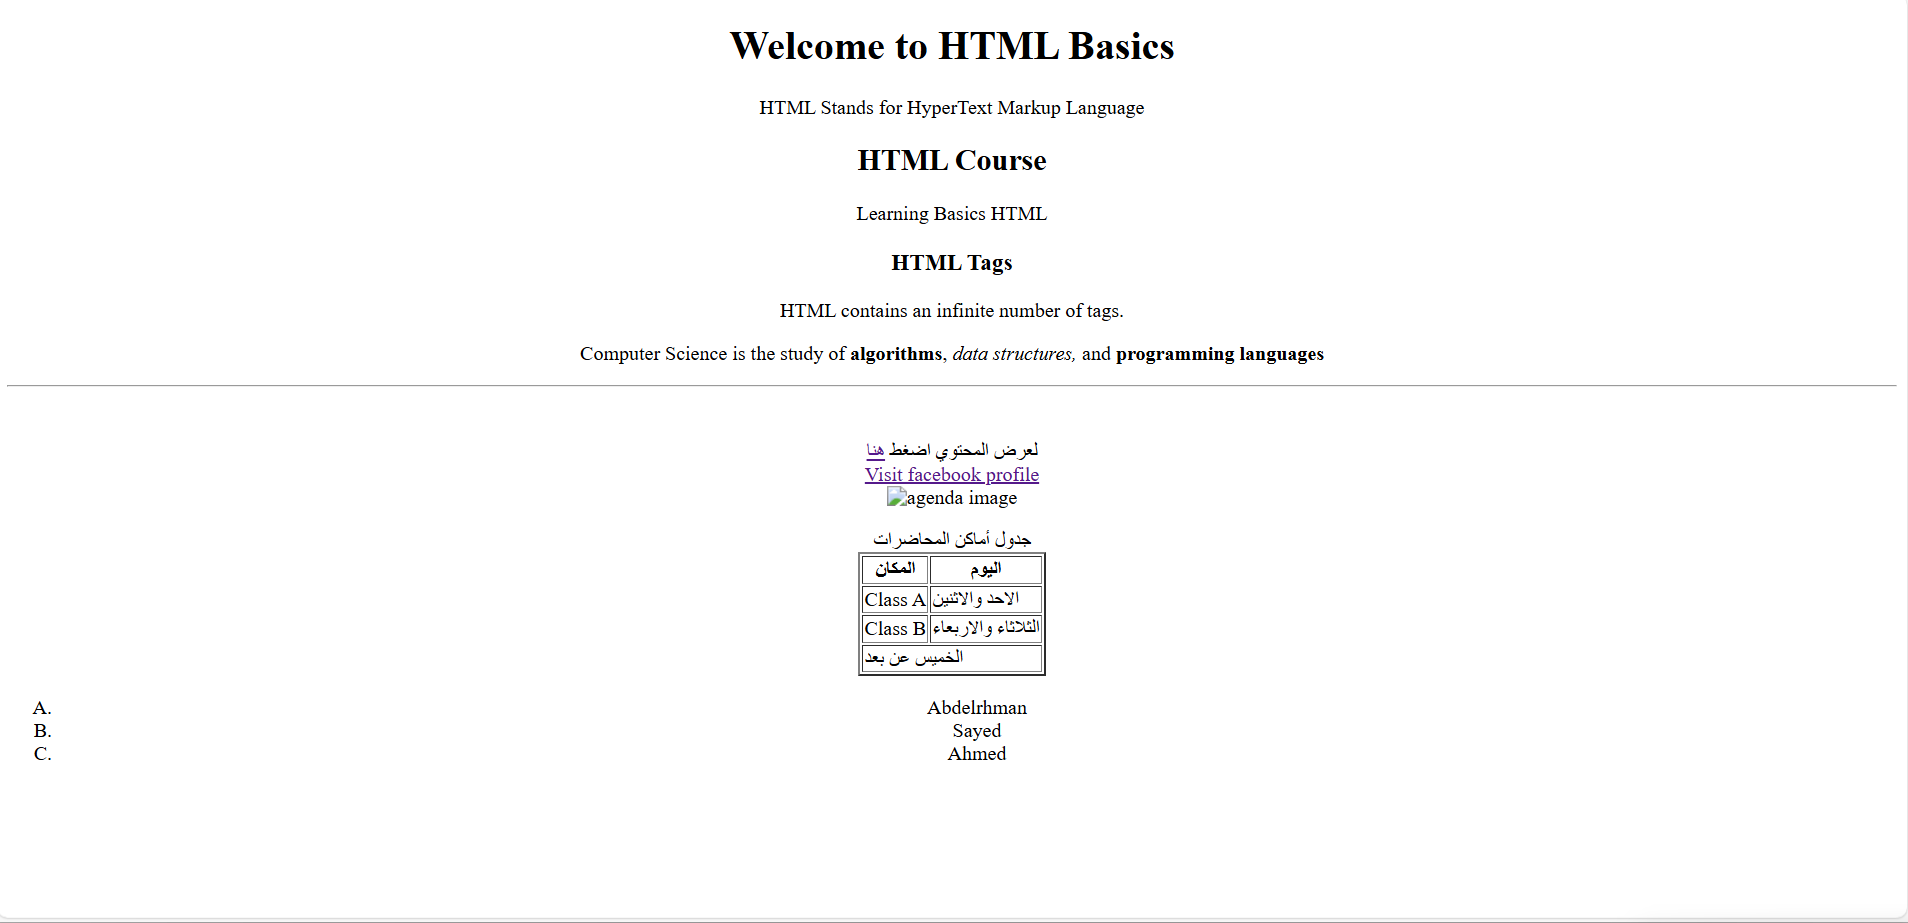 Welcome to HTML Basics
HTML Stands for HyperText Markup Language
HTML Course
Learning Basics HTML
HTML Tags
HTML contains an infinite number of tags.
Computer Science is the study of algorithms, data structures, and programming languages
لعرض المحتوي اضغط هنا
Visit facebook profile
agenda image
جدول أماكن المحاضرات
المكان اليوم
Class A الاحد والاثنين
Class B الثلاثاء والاربعاء
الخميس عن بعد
A. Abdelrhman
B. Sayed
C. Ahmed